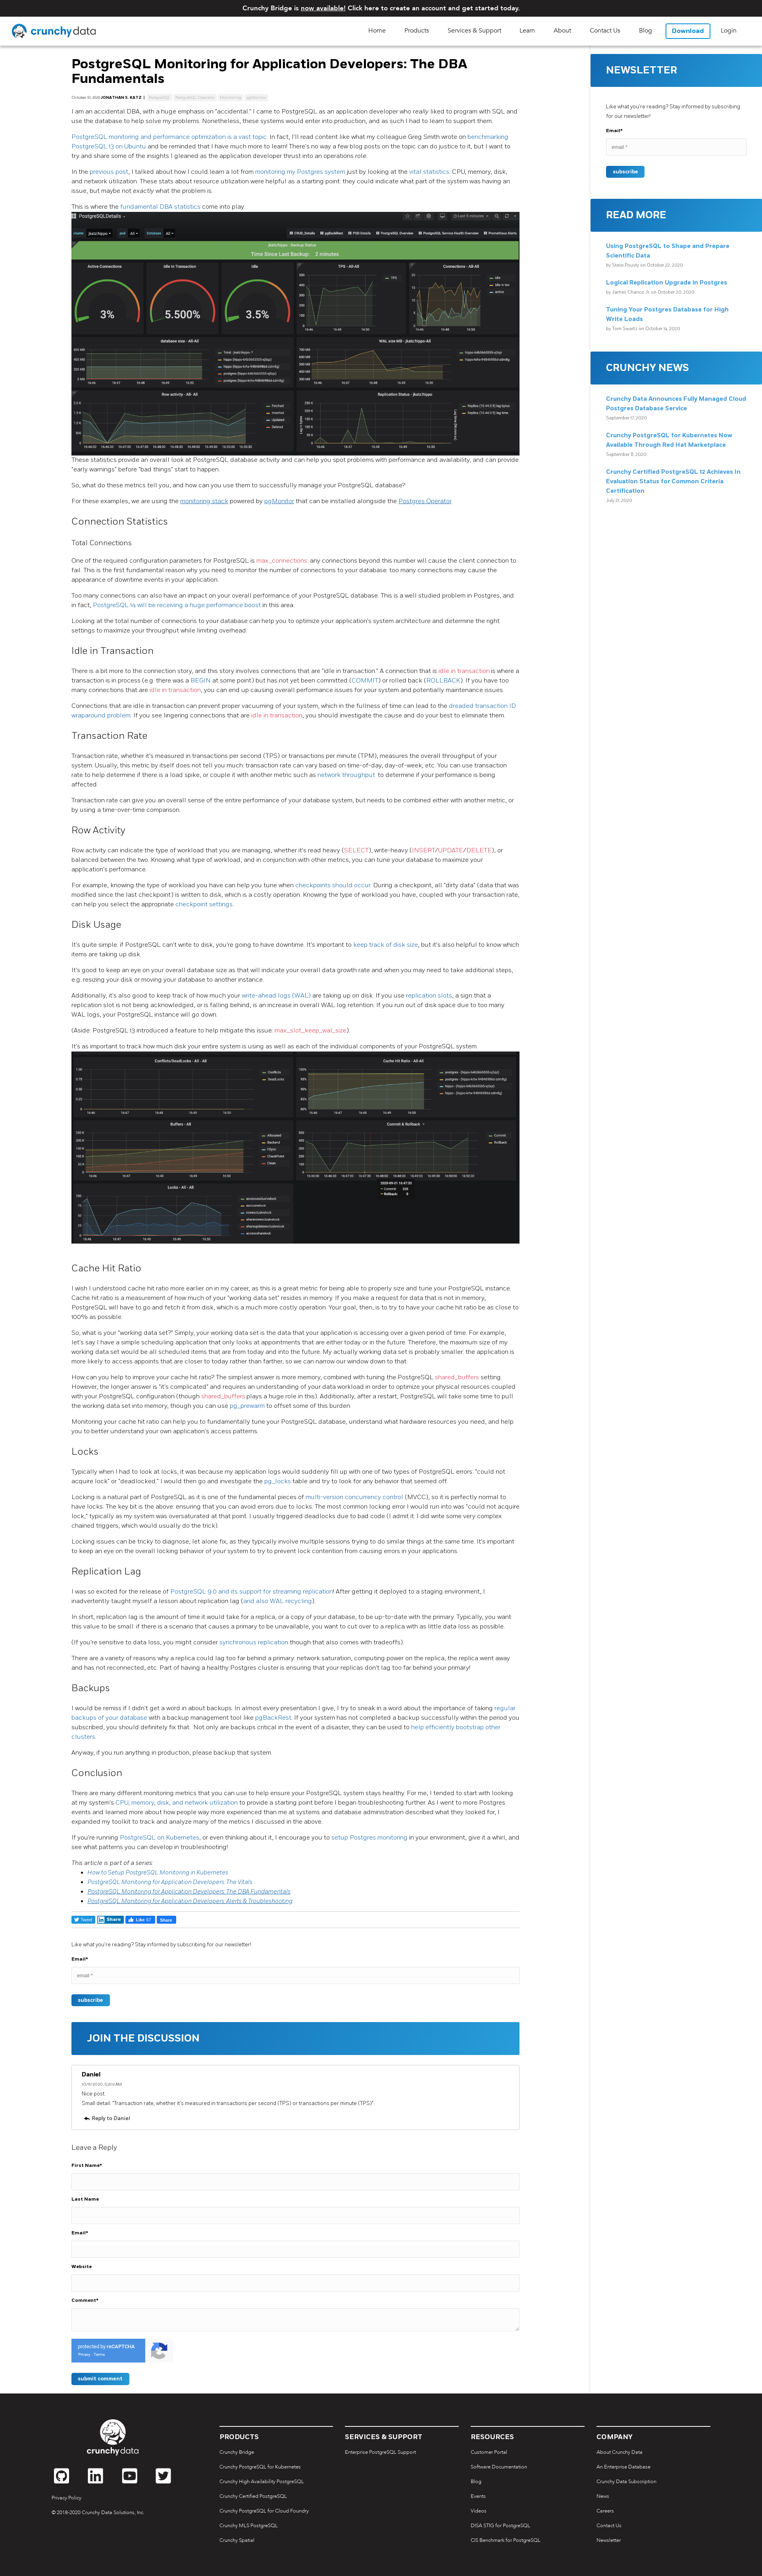 Crunchy Bridge is now available! Click here to create an account and get started today.
crunchydata
Home Products Services & Support Learn About Contact Us Blog Download Login
PostgreSQL Monitoring for Application Developers: The DBA
Fundamentals
October 10, 2020 JONATHAN S. KATZ | PostgreSQL PostgreSQL Operator Monitoring
I am an accidental DBA, with a huge emphasis on "accidental." I came to PostgreSQL as an application developer who really liked to program with SQL and
use the database to help solve my problems. Nonetheless, these systems would enter into production, and as such I had to learn to support them.
PostgreSQL monitoring and performance optimization is a vast topic. In fact, I'll read content like what my colleague Greg Smith wrote on benchmarking
PostgreSQL 13 on Ubuntu and be reminded that I have much more to learn! There's no way a few blog posts on the topic can do justice to it, but I want to
try and share some of the insights I gleaned as the application developer thrust into an operations role.
In the previous post, I talked about how I could learn a lot from monitoring my Postgres system just by looking at the vital statistics: CPU, memory, disk,
and network utilization. These stats about resource utilization were helpful as a starting point: they could indicate what part of the system was having an
issue, but maybe not exactly what the problem is.
This is where the fundamental DBA statistics come into play.
PostgreSQLDetails
Time Since Last Backup: 3 minutes
Active Connections
Idle In Transaction
Idle
TPS - All-All
Connections - All-All
3%
5.500%
3.5%
database size - All-All
WAL size MB - jkatz:hippo
Row activity - All-All
Replication Status - jkatz:hippo
These statistics provide an overall look at PostgreSQL database activity and can help you spot problems with performance and availability, and can provide
"early warnings" before "bad things" start to happen.
So, what do these metrics tell you, and how can you use them to successfully manage your PostgreSQL database?
For these examples, we are using the monitoring stack powered by pgMonitor that can be installed alongside the Postgres Operator.
Connection Statistics
Total Connections
One of the required configuration parameters for PostgreSQL is max_connections: any connections beyond this number will cause the client connection to
fail. This is the first fundamental reason why you need to monitor the number of connections to your database: too many connections may cause the
appearance of downtime events in your application.
Too many connections can also have an impact on your overall performance of your PostgreSQL database. This is a well studied problem in Postgres, and
in fact, PostgreSQL 14 will be receiving a huge performance boost in this area.
Looking at the total number of connections to your database can help you to optimize your application's system architecture and determine the right
settings to maximize your throughput while limiting overhead.
Idle in Transaction
There is a bit more to the connection story, and this story involves connections that are "idle in transaction." A connection that is idle in transaction is where a
transaction is in process (e.g. there was a BEGIN at some point) but has not yet been committed (COMMIT) or rolled back (ROLLBACK). If you have too
many connections that are idle in transaction, you can end up causing overall performance issues for your system and potentially maintenance issues.
Connections that are idle in transaction can prevent proper vacuuming of your system, which in the fullness of time can lead to the dreaded transaction ID
wraparound problem. If you see lingering connections that are idle in transaction, you should investigate the cause and do your best to eliminate them.
Transaction Rate
Transaction rate, whether it's measured in transactions per second (TPS) or transactions per minute (TPM), measures the overall throughput of your
system. Usually, this metric by itself does not tell you much: transaction rate can vary based on time-of-day, day-of-week, etc. You can use transaction
rate to help determine if there is a load spike, or couple it with another metric such as network throughput to determine if your performance is being
affected.
Transaction rate can give you an overall sense of the entire performance of your database system, but needs to be combined either with another metric, or
by using a time-over-time comparison.
Row Activity
Row activity can indicate the type of workload that you are managing, whether it's read heavy (SELECT), write-heavy (INSERT/UPDATE/DELETE), or
balanced between the two. Knowing what type of workload, and in conjunction with other metrics, you can tune your database to maximize your
application's performance.
For example, knowing the type of workload you have can help you tune when checkpoints should occur. During a checkpoint, all "dirty data" (data that was
modified since the last checkpoint) is written to disk, which is a costly operation. Knowing the type of workload you have, coupled with your transaction rate,
can help you select the appropriate checkpoint settings.
Disk Usage
It's quite simple: if PostgreSQL can't write to disk, you're going to have downtime. It's important to keep track of disk size, but it's also helpful to know which
items are taking up disk.
It's good to keep an eye on your overall database size as that will indicate your overall data growth rate and when you may need to take additional steps,
e.g. resizing your disk or moving your database to another instance.
Additionally, it's also good to keep track of how much your write-ahead logs (WAL) are taking up on disk. If you use replication slots, a sign that a
replication slot is not being acknowledged, or is falling behind, is an increase in overall WAL log retention. If you run out of disk space due to too many
WAL logs, your PostgreSQL instance will go down.
(Aside: PostgreSQL 13 introduced a feature to help mitigate this issue: max_slot_keep_wal_size).
It's as important to track how much disk your entire system is using as well as each of the individual components of your PostgreSQL system.
Conflicts/DeadLocks - All - All
Cache Hit Ratio - All-All
Buffers - All - All
Commit & Rollback
Locks - All - All
Cache Hit Ratio
I wish I understood cache hit ratio more earlier on in my career, as this is a great metric for being able to properly size and tune your PostgreSQL instance.
Cache hit ratio is a measurement of how much of your "working data set" resides in memory. If you make a request for data that is not in memory,
PostgreSQL will have to go and fetch it from disk, which is a much more costly operation. Your goal, then, is to try to have your cache hit ratio be as close to
100% as possible.
So, what is your "working data set?" Simply, your working data set is the data that your application is accessing over a given period of time. For example,
let's say I have a simple scheduling application that only looks at appointments that are either today or in the future. Therefore, the maximum size of my
working data set would be all scheduled items that are from today and into the future. My actually working data set is probably smaller: the application is
more likely to access appoints that are closer to today rather than farther, so we can narrow our window down to that.
How can you help to improve your cache hit ratio? The simplest answer is more memory, combined with tuning the PostgreSQL shared_buffers setting.
However, the longer answer is "it's complicated" and requires an understanding of your data workload in order to optimize your physical resources coupled
with your PostgreSQL configuration (though shared_buffers plays a huge role in this). Additionally, after a restart, PostgreSQL will take some time to pull
the working data set into memory, though you can use pg_prewarm to offset some of this burden.
Monitoring your cache hit ratio can help you to fundamentally tune your PostgreSQL database, understand what hardware resources you need, and help
you to better understand your own application's access patterns.
Locks
Typically when I had to look at locks, it was because my application logs would suddenly fill up with one of two types of PostgreSQL errors: "could not
acquire lock" or "deadlocked." I would then go and investigate the pg_locks table and try to look for any behavior that seemed off.
Locking is a natural part of PostgreSQL as it is one of the fundamental pieces of multi-version concurrency control (MVCC), so it is perfectly normal to
have locks. The key bit is the above: ensuring that you can avoid errors due to locks. The most common locking error I would run into was "could not acquire
lock," typically when my system was oversaturated with a particular workload. I usually triggered deadlocks due to bad code (I admit it: I did write some very complex
chained triggers, which would usually do the trick).
Locking issues can be tricky to diagnose, let alone fix, as they typically involve multiple sessions trying to do similar things at the same time. It's important
to keep an eye on the overall locking behavior of your system to try to prevent lock contention from causing errors in your applications.
Replication Lag
I was so excited for the release of PostgreSQL 9.0 and its support for streaming replication! After getting it deployed to a staging environment, I
inadvertently taught myself a lesson about replication lag (and also WAL recycling).
In short, replication lag is the amount of time it would take for a replica, or a copy of your database, to be up-to-date with the primary. Typically, you want
this value to be small: if there is a scenario that causes a primary to be unavailable, you want to cut over to a replica with as little data loss as possible.
(If you're sensitive to data loss, you might consider synchronous replication though that also comes with tradeoffs).
There are a variety of reasons why a replica could lag too far behind a primary: network saturation, computing power on the replica, the replica went away
and has not reconnected, etc. Part of having a healthy Postgres cluster is ensuring that your replicas don't lag too far behind your primary!
Backups
I would be remiss if I didn't get a word in about backups. In almost every presentation I give, I try to sneak in a word about the importance of taking regular
backups of your database with a backup management tool like pgBackRest. If your system has not completed a backup successfully within the period you
subscribed, you should definitely fix that. Not only are backups critical in the event of a disaster, they can be used to help efficiently bootstrap other
clusters.
Anyway, if you run anything in production, please backup that system.
Conclusion
There are many different monitoring metrics that you can use to help ensure your PostgreSQL system stays healthy. For me, I tended to start with looking
at my system's CPU, memory, disk, and network utilization to provide a starting point before I began troubleshooting further. As I went to more Postgres
events and learned more about how people way more experienced than me at systems and database administration described what they looked for, I
expanded my toolkit to track and analyze many of the metrics I discussed in the above.
If you're running PostgreSQL on Kubernetes, or even thinking about it, I encourage you to setup Postgres monitoring in your environment, give it a whirl, and
see what patterns you can develop in troubleshooting!
This article is part of a series:
How to Setup PostgreSQL Monitoring in Kubernetes
PostgreSQL Monitoring for Application Developers: The Vitals
PostgreSQL Monitoring for Application Developers: The DBA Fundamentals
PostgreSQL Monitoring for Application Developers: Alerts & Troubleshooting
Tweet Share Like 67 Share
Like what you're reading? Stay informed by subscribing for our newsletter!
Email*
email *
subscribe
JOIN THE DISCUSSION
Daniel
Nice post.
Small detail: "Transaction rate, whether it's measured in transactions per second (TPS) or transactions per minute (TPS)"
Reply to Daniel
Leave a Reply
First Name*
Last Name
Email*
Website
Comment*
protected by reCAPTCHA
Privacy - Terms
submit comment
NEWSLETTER
Like what you're reading? Stay informed by subscribing
for our newsletter!
Email*
email *
subscribe
READ MORE
Using PostgreSQL to Shape and Prepare
Scientific Data
by Steve Pousty on October 22, 2020
Logical Replication Upgrade in Postgres
by James Chanco Jr. on October 20, 2020
Tuning Your Postgres Database for High
Write Loads
by Tom Swartz on October 14, 2020
CRUNCHY NEWS
Crunchy Data Announces Fully Managed Cloud
Postgres Database Service
September 17, 2020
Crunchy PostgreSQL for Kubernetes Now
Available Through Red Hat Marketplace
September 8, 2020
Crunchy Certified PostgreSQL 12 Achieves In
Evaluation Status for Common Criteria
Certification
July 21, 2020
crunchydata
Privacy Policy
© 2018-2020 Crunchy Data Solutions, Inc.
PRODUCTS
Crunchy Bridge
Crunchy PostgreSQL for Kubernetes
Crunchy High Availability PostgreSQL
Crunchy Certified PostgreSQL
Crunchy PostgreSQL for Cloud Foundry
Crunchy MLS PostgreSQL
Crunchy Spatial
SERVICES & SUPPORT
Enterprise PostgreSQL Support
RESOURCES
Customer Portal
Software Documentation
Blog
Events
Videos
DISA STIG for PostgreSQL
CIS Benchmark for PostgreSQL
COMPANY
About Crunchy Data
An Enterprise Database
Crunchy Data Subscription
News
Careers
Contact Us
Newsletter